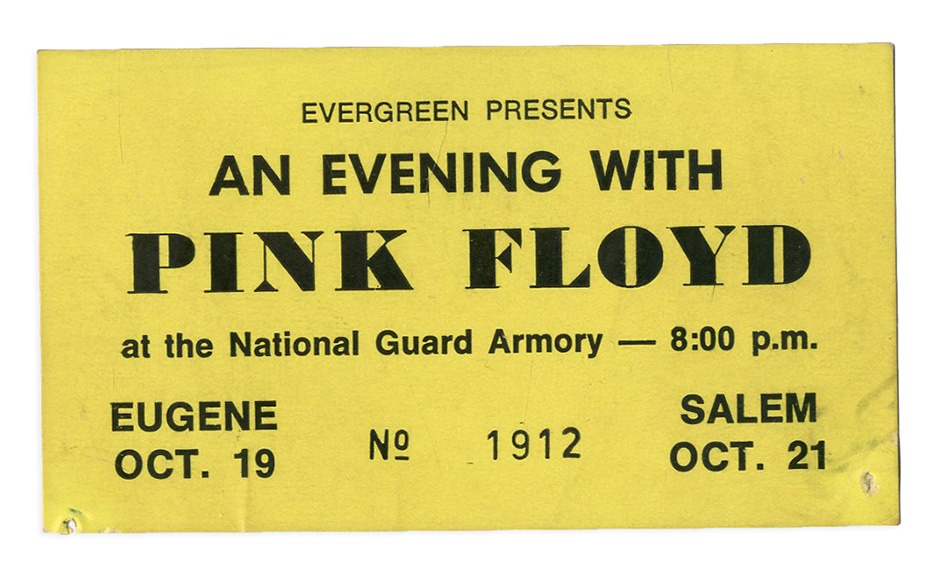 EVERGREEN PRESENTS
AN EVENING WITH
PINK FLOYD
at the National Guard Armory — 8:00 p.m.
EUGENE
OCT. 19
Nº 1912
SALEM
OCT. 21